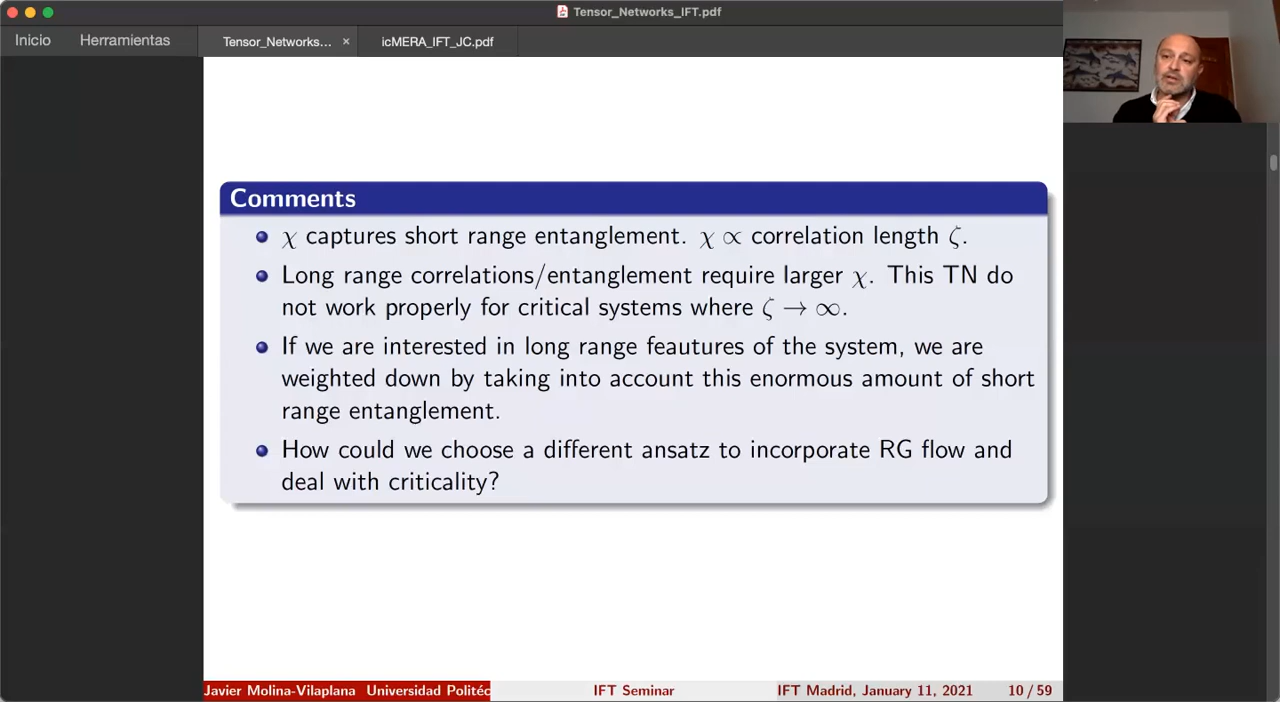 Tensor_Networks_IFT.pdf
Inicio Herramientas Tensor_Networks... × icMERA_IFT_JC.pdf
Comments
χ captures short range entanglement. χ ∝ correlation length ζ.
Long range correlations/entanglement require larger χ. This TN do
not work properly for critical systems where ζ → ∞.
If we are interested in long range feautures of the system, we are
weighted down by taking into account this enormous amount of short
range entanglement.
How could we choose a different ansatz to incorporate RG flow and
deal with criticality?
Javier Molina-Vilaplana Universidad Politéc IFT Seminar IFT Madrid, January 11, 2021 10 / 59